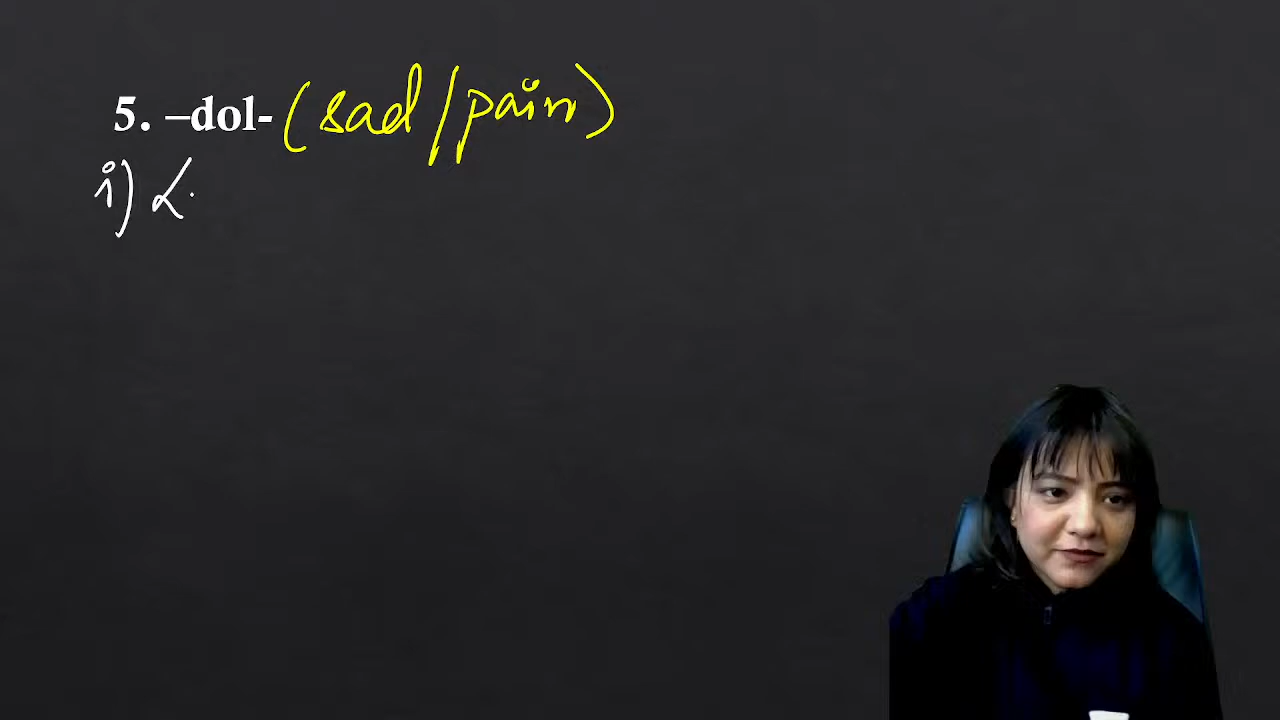 5. –dol- (sad/pain)
i)